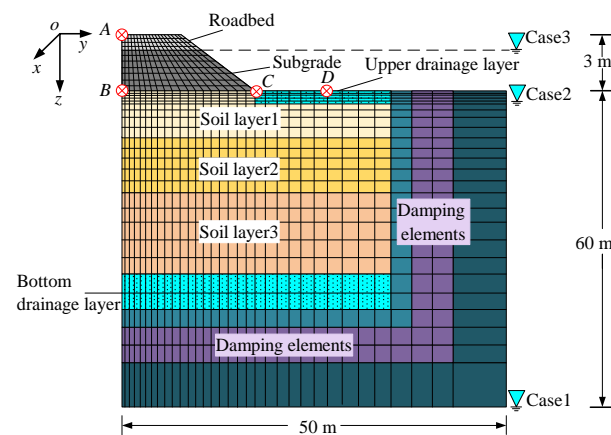 Roadbed
o
A
y
x
z
Case3
3 m
Subgrade
Upper drainage layer
B
C
D
Case2
Soil layer1
Soil layer2
Soil layer3
Damping
elements
60 m
Bottom
drainage layer
Damping elements
Case1
50 m